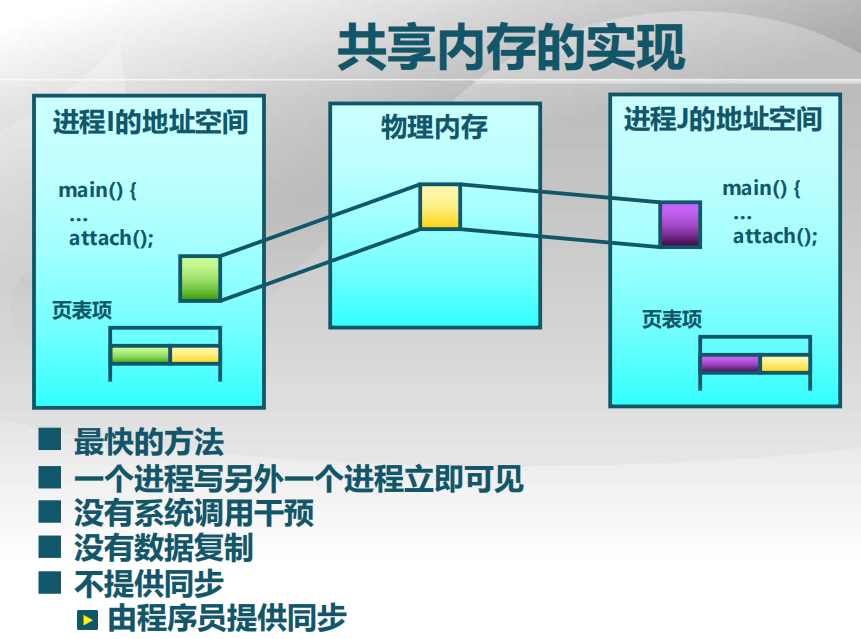 共享内存的实现
进程I的地址空间
main() {
...
attach();
页表项
物理内存
进程J的地址空间
main() {
...
attach();
页表项
最快的方法
一个进程写另外一个进程立即可见
没有系统调用干预
没有数据复制
不提供同步
由程序员提供同步